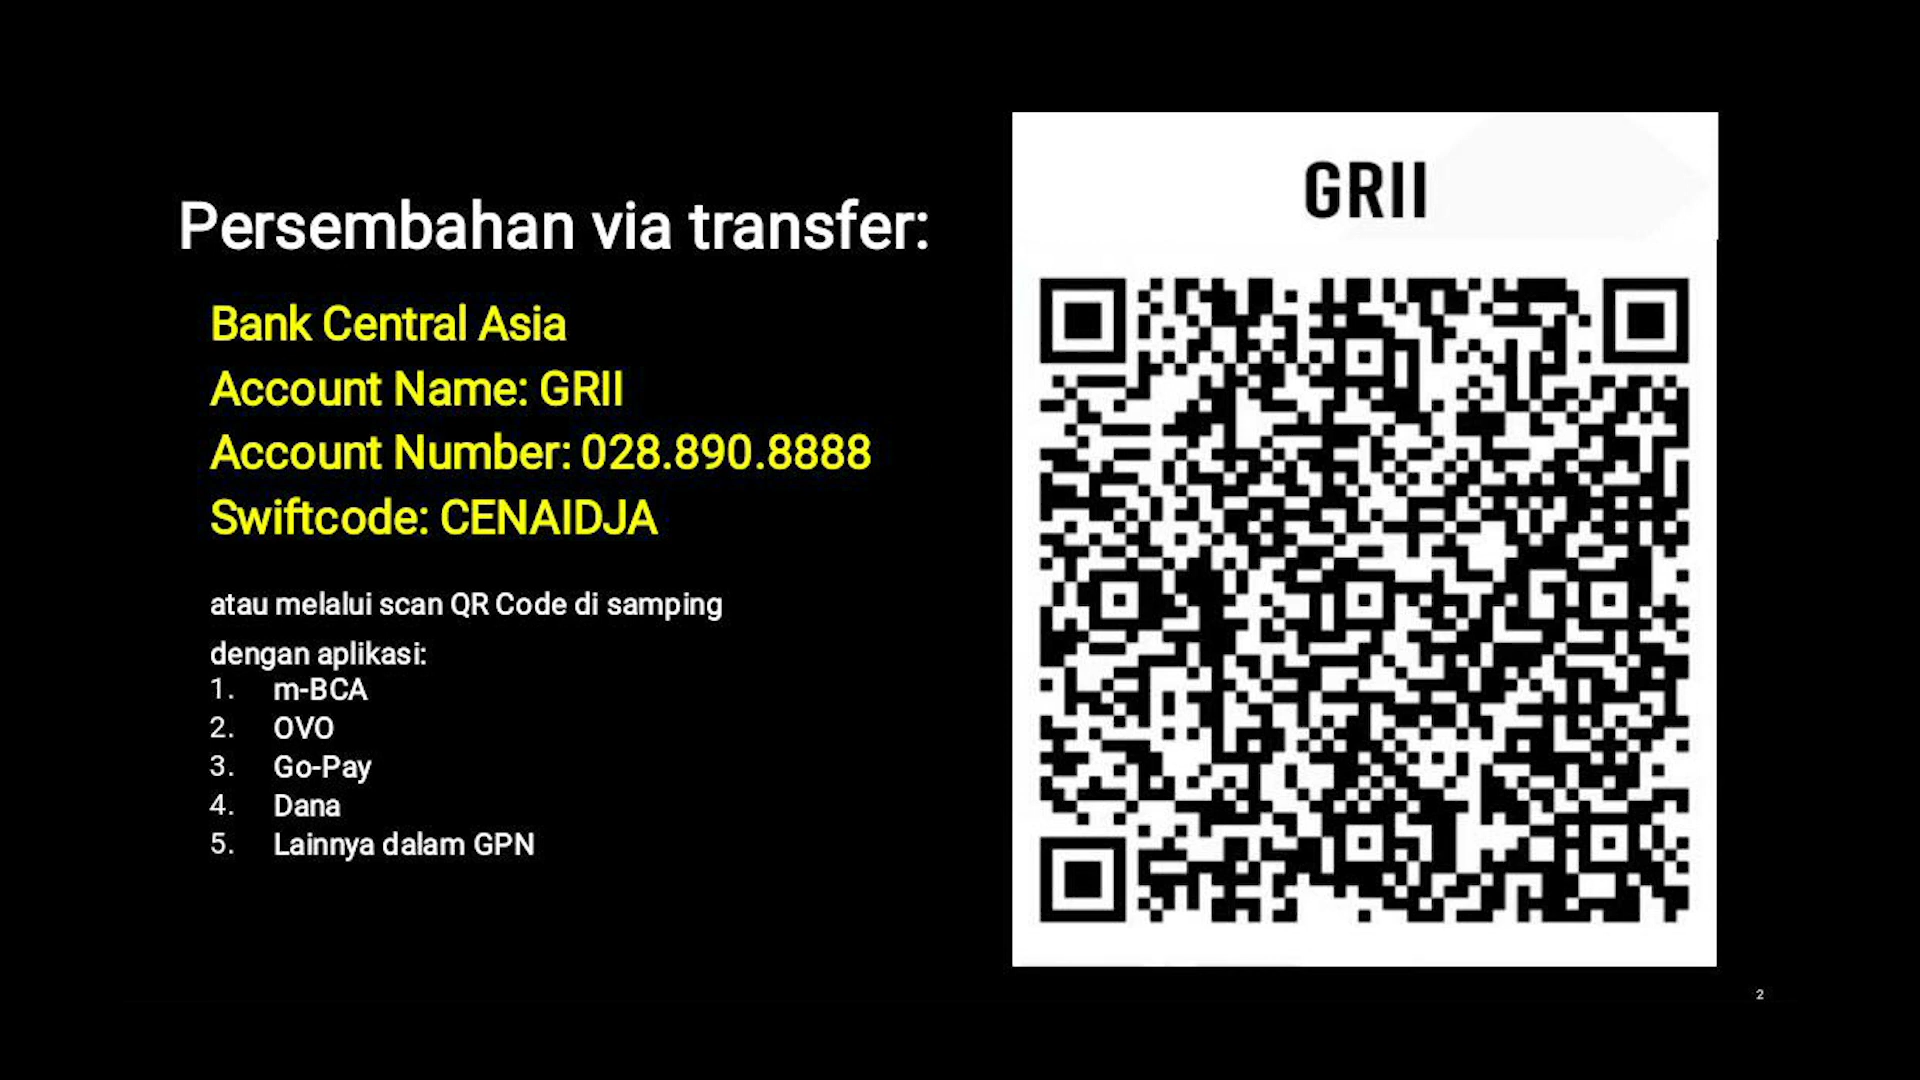 Persembahan via transfer:
Bank Central Asia
Account Name: GRII
Account Number: 028.890.8888
Swiftcode: CENAIDJA
atau melalui scan QR Code di samping
dengan aplikasi:
1. m-BCA
2. OVO
3. Go-Pay
4. Dana
5. Lainnya dalam GPN
GRII
2